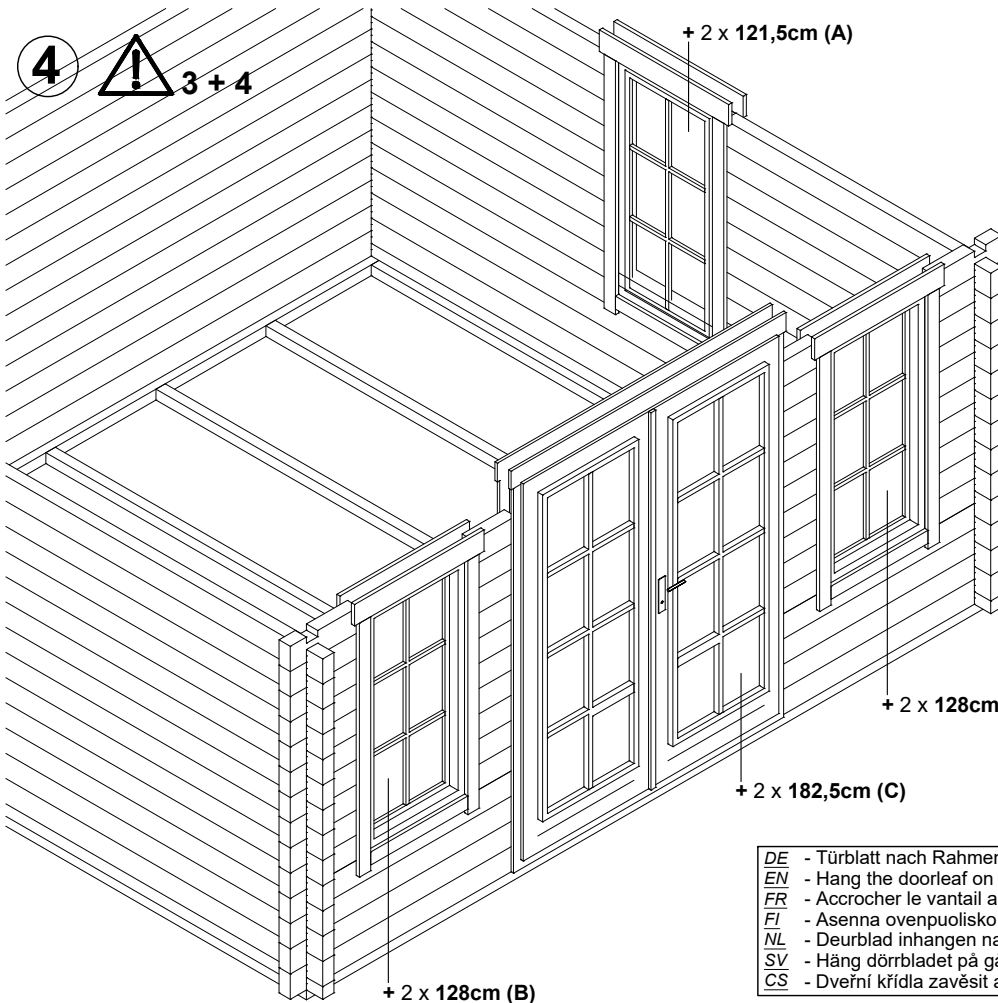 4
3 + 4
+ 2 x 121,5cm (A)
+ 2 x 128cm
+ 2 x 182,5cm (C)
DE - Türblatt nach Rahmen
EN - Hang the doorleaf on
FR - Accrocher le vantail a
FI - Asenna ovenpuolisko
NL - Deurblad inhangen na
SV - Häng dörrbladet på gå
CS - Dveřní křídla zavěsit a
+ 2 x 128cm (B)